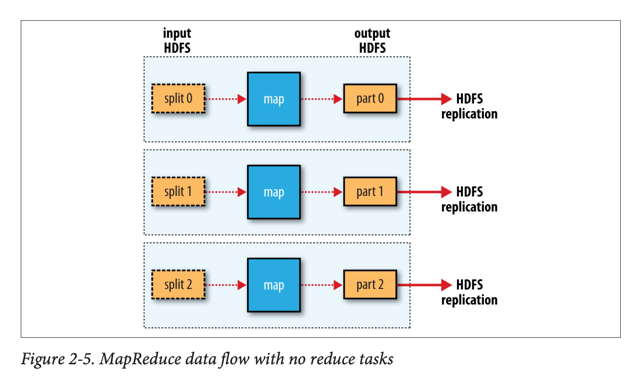 input
HDFS
output
HDFS
split 0
map
part 0
HDFS
replication
split 1
map
part 1
HDFS
replication
split 2
map
part 2
HDFS
replication
Figure 2-5. MapReduce data flow with no reduce tasks